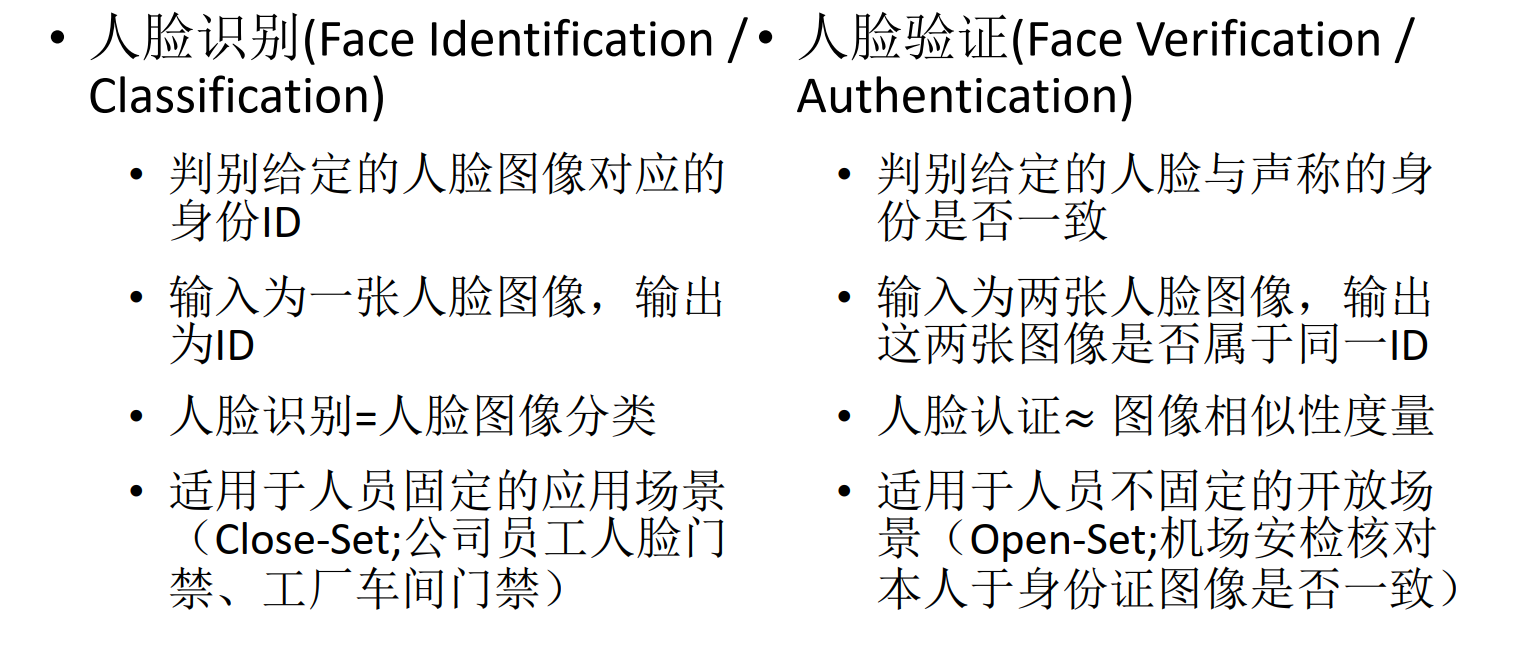 • 人脸识别(Face Identification /
Classification)
• 判别给定的人脸图像对应的
身份ID
• 输入为一张人脸图像，输出
为ID
• 人脸识别=人脸图像分类
• 适用于人员固定的应用场景
（Close-Set;公司员工人脸门
禁、工厂车间门禁）
• 人脸验证(Face Verification /
Authentication)
• 判别给定的人脸与声称的身
份是否一致
• 输入为两张人脸图像，输出
这两张图像是否属于同一ID
• 人脸认证≈ 图像相似性度量
• 适用于人员不固定的开放场
景（Open-Set;机场安检核对
本人于身份证图像是否一致）